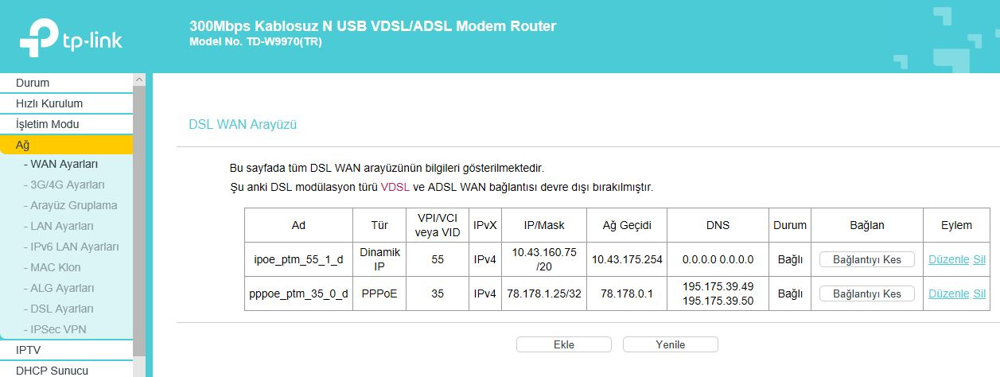 tp-link
300Mbps Kablosuz N USB VDSL/ADSL Modem Router
Model No. TD-W9970(TR)
Durum
Hızlı Kurulum
İşletim Modu
Ağ
- WAN Ayarları
- 3G/4G Ayarları
- Arayüz Gruplama
- LAN Ayarları
- IPv6 LAN Ayarları
- MAC Klon
- ALG Ayarları
- DSL Ayarları
- IPSec VPN
IPTV
DHCP Sunucu
DSL WAN Arayüzü
Bu sayfada tüm DSL WAN arayüzünün bilgileri gösterilmektedir.
Şu anki DSL modülasyon türü VDSL ve ADSL WAN bağlantısı devre dışı bırakılmıştır.
Ad Tür VPI/VCI veya VID IPvX IP/Mask Ağ Geçidi DNS Durum Bağlan Eylem
ipoe_ptm_55_1_d Dinamik IP 55 IPv4 10.43.160.75 /20 10.43.175.254 0.0.0.0 0.0.0.0 Bağlı Bağlantıyı Kes Düzenle Sil
pppoe_ptm_35_0_d PPPoE 35 IPv4 78.178.1.25/32 78.178.0.1 195.175.39.49 195.175.39.50 Bağlı Bağlantıyı Kes Düzenle Sil
Ekle Yenile